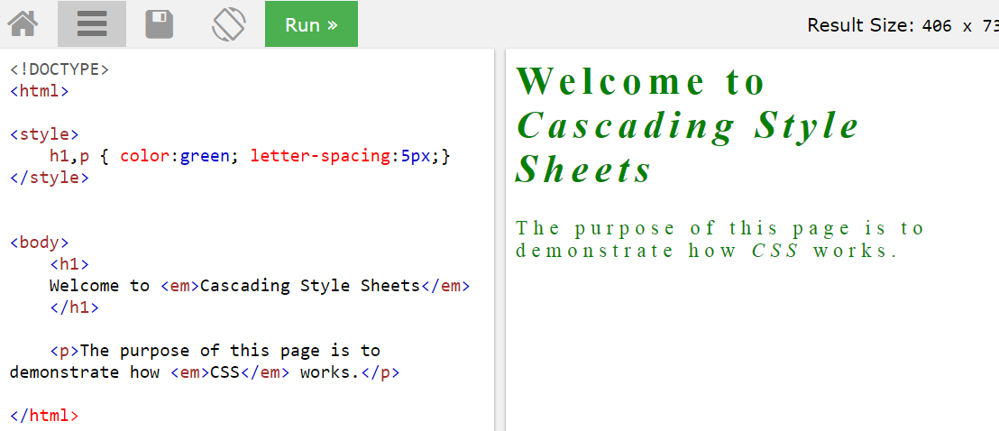 Run »
Result Size: 406 x 73
<!DOCTYPE>
<html>
<style>
h1,p { color:green; letter-spacing:5px;}
</style>
<body>
<h1>
Welcome to <em>Cascading Style Sheets</em>
</h1>
<p>The purpose of this page is to
demonstrate how <em>CSS</em> works.</p>
</html>
Welcome to
Cascading Style
Sheets
The purpose of this page is to
demonstrate how CSS works.